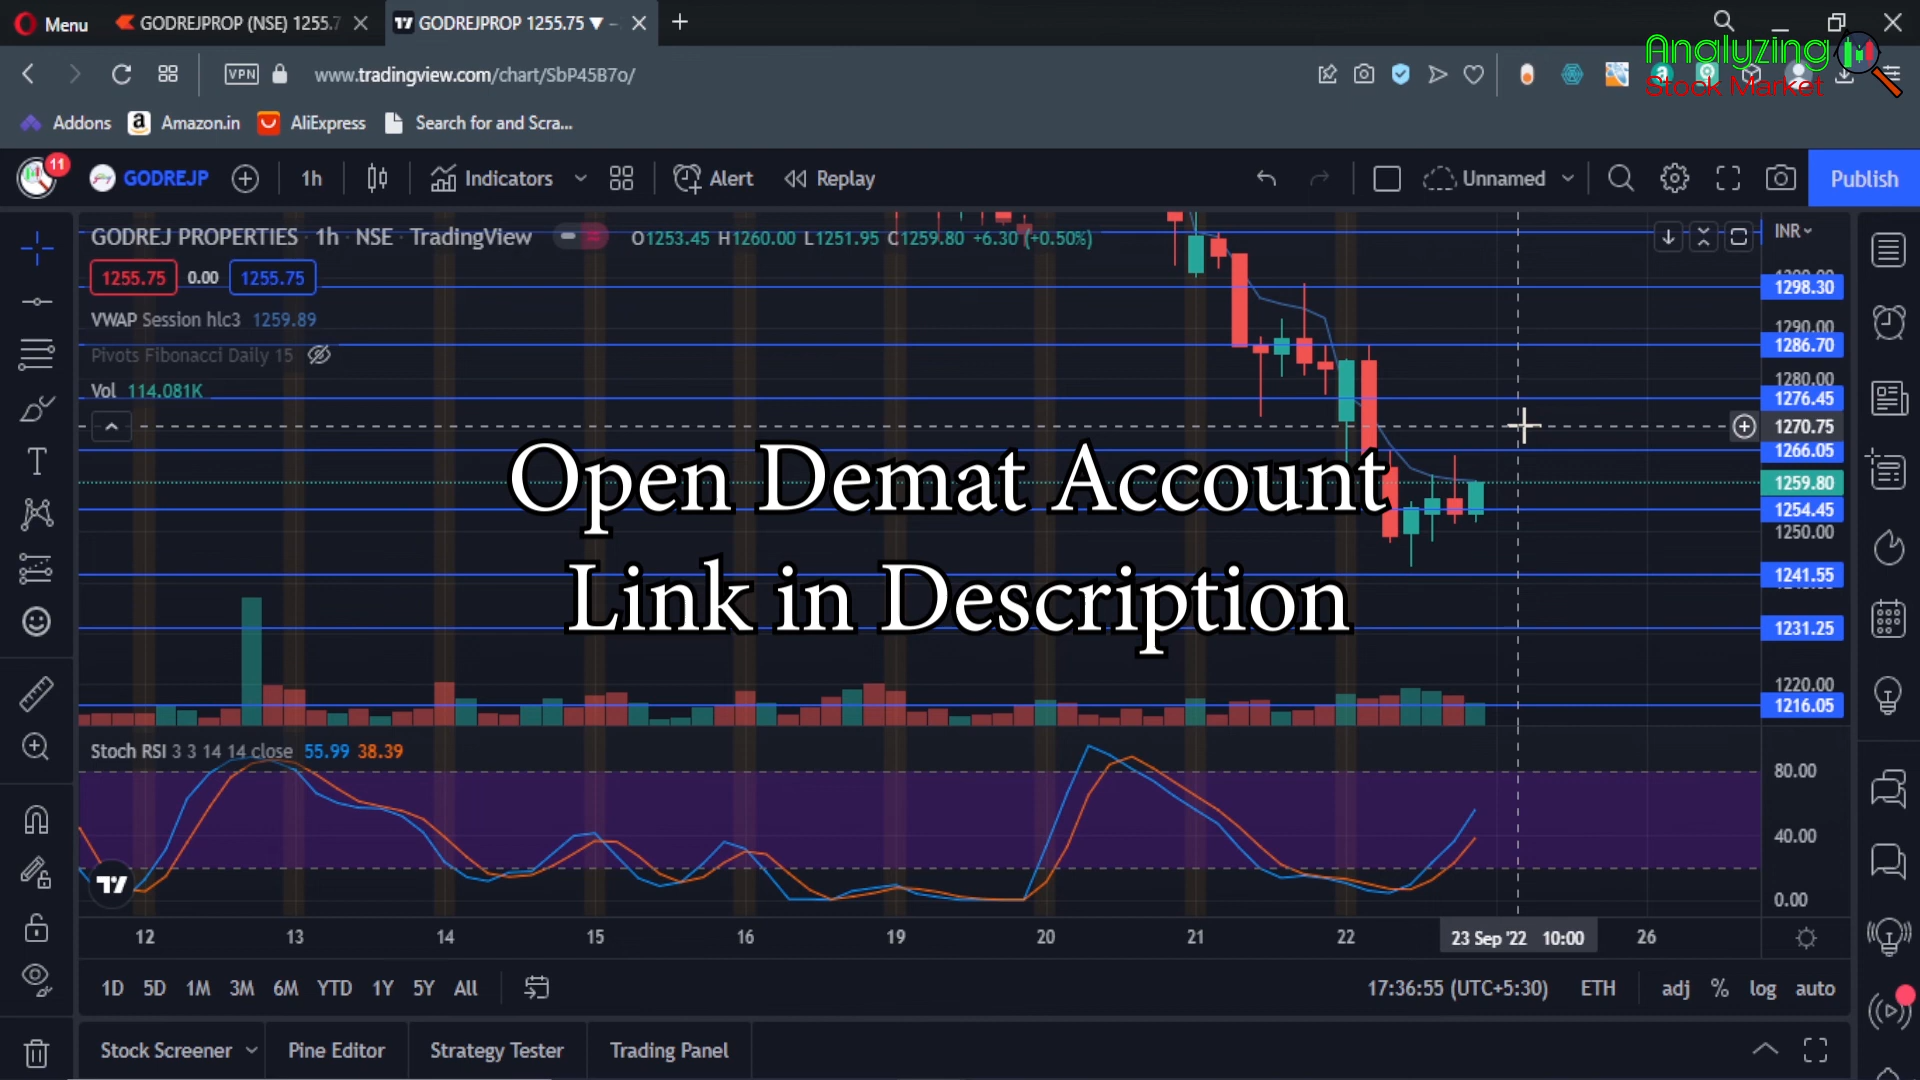 Menu
GODREJPROP (NSE) 1255.7
GODREJPROP 1255.75 ▼ –
VPN
www.tradingview.com/chart/SbP45B7o/
Analyzing
Stock Market
Addons
Amazon.in
AliExpress
Search for and Scra...
11
GODREJP
1h
Indicators
Alert
Replay
Unnamed
Publish
GODREJ PROPERTIES · 1h · NSE · TradingView
O1253.45 H1260.00 L1251.95 C1259.80 +6.30 (+0.50%)
INR
1255.75
0.00
1255.75
1298.30
VWAP Session hlc3 1259.89
1290.00
1286.70
Pivots Fibonacci Daily 15
1280.00
Vol 114.081K
1276.45
1270.75
1266.05
Open Demat Account
1259.80
1254.45
1250.00
1241.55
Link in Description
1231.25
1220.00
1216.05
Stoch RSI 3 3 14 14 close 55.99 38.39
80.00
40.00
0.00
12 13 14 15 16 19 20 21 22 23 Sep '22 10:00 26
1D 5D 1M 3M 6M YTD 1Y 5Y All
17:36:55 (UTC+5:30) ETH adj % log auto
Stock Screener
Pine Editor
Strategy Tester
Trading Panel